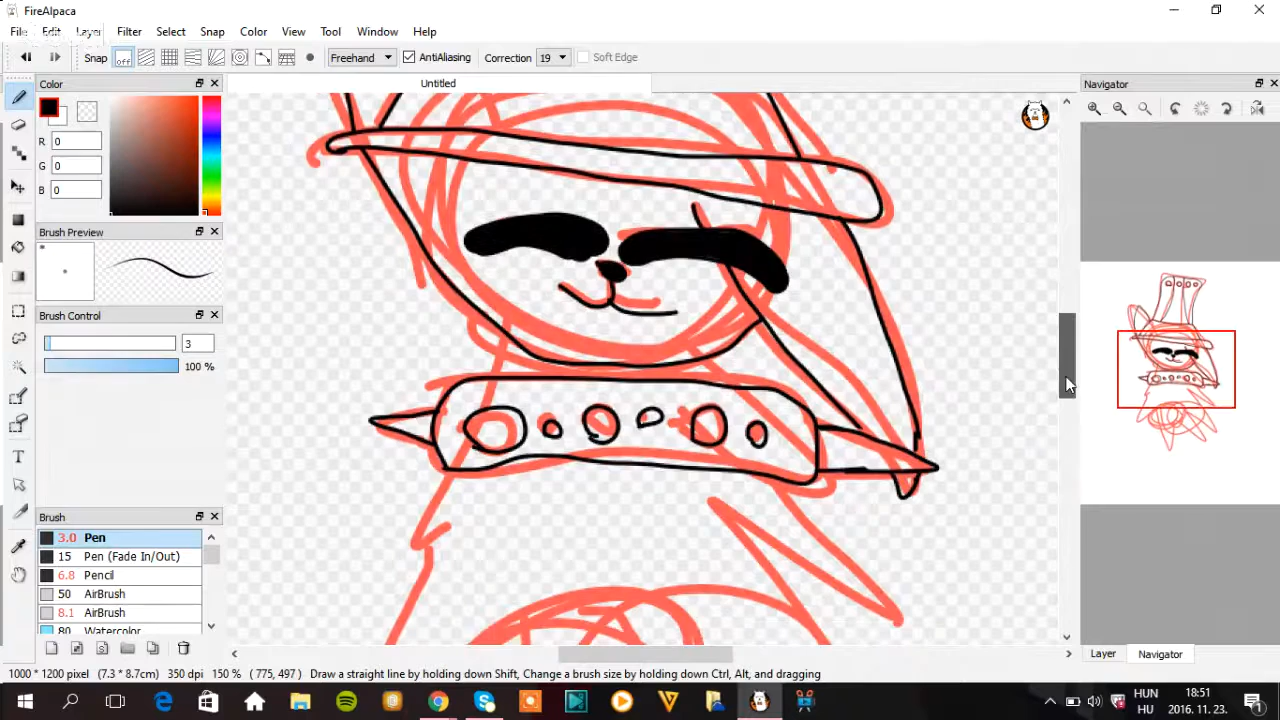 FireAlpaca
File Edit Layer Filter Select Snap Color View Tool Window Help
Snap off Freehand AntiAliasing Correction 19 Soft Edge
Color
Untitled
Navigator
R 0
G 0
B 0
Brush Preview
Brush Control
3
100 %
Brush
3.0 Pen
15 Pen (Fade In/Out)
6.8 Pencil
50 AirBrush
8.1 AirBrush
80 Watercolor
Layer Navigator
1000 * 1200 pixel (7.3 * 8.7cm) 350 dpi 150 % ( 775, 497 ) Draw a straight line by holding down Shift, Change a brush size by holding down Ctrl, Alt, and dragging
HUN 18:51
HU 2016. 11. 23.
1